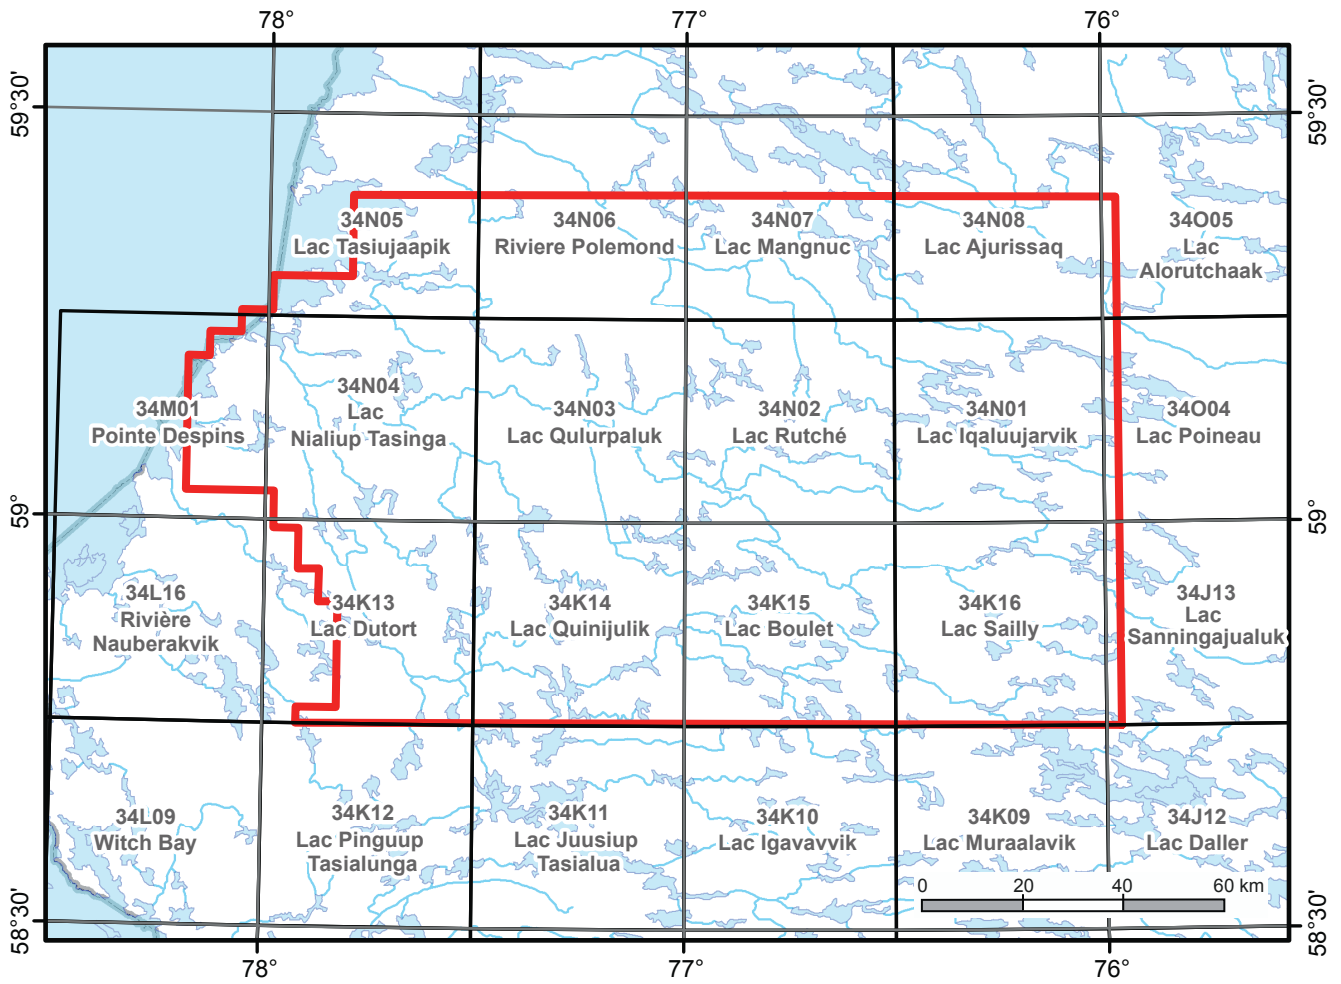 78°
77°
76°
59°30'
59°30'
34N05
Lac Tasiujaapik
34N06
Riviere Polemond
34N07
Lac Mangnuc
34N08
Lac Ajurissaq
34O05
Lac
Alorutchaak
34M01
Pointe Despins
34N04
Lac
Nialiup Tasinga
34N03
Lac Qulurpaluk
34N02
Lac Rutché
34N01
Lac Iqaluujarvik
34O04
Lac Poineau
59°
59°
34L16
Rivière
Nauberakvik
34K13
Lac Dutort
34K14
Lac Quinijulik
34K15
Lac Boulet
34K16
Lac Sailly
34J13
Lac
Sanningajualuk
34L09
Witch Bay
34K12
Lac Pinguup
Tasialunga
34K11
Lac Juusiup
Tasialua
34K10
Lac Igavavvik
34K09
Lac Muraalavik
34J12
Lac Daller
0 20 40 60 km
58°30'
58°30'
78°
77°
76°